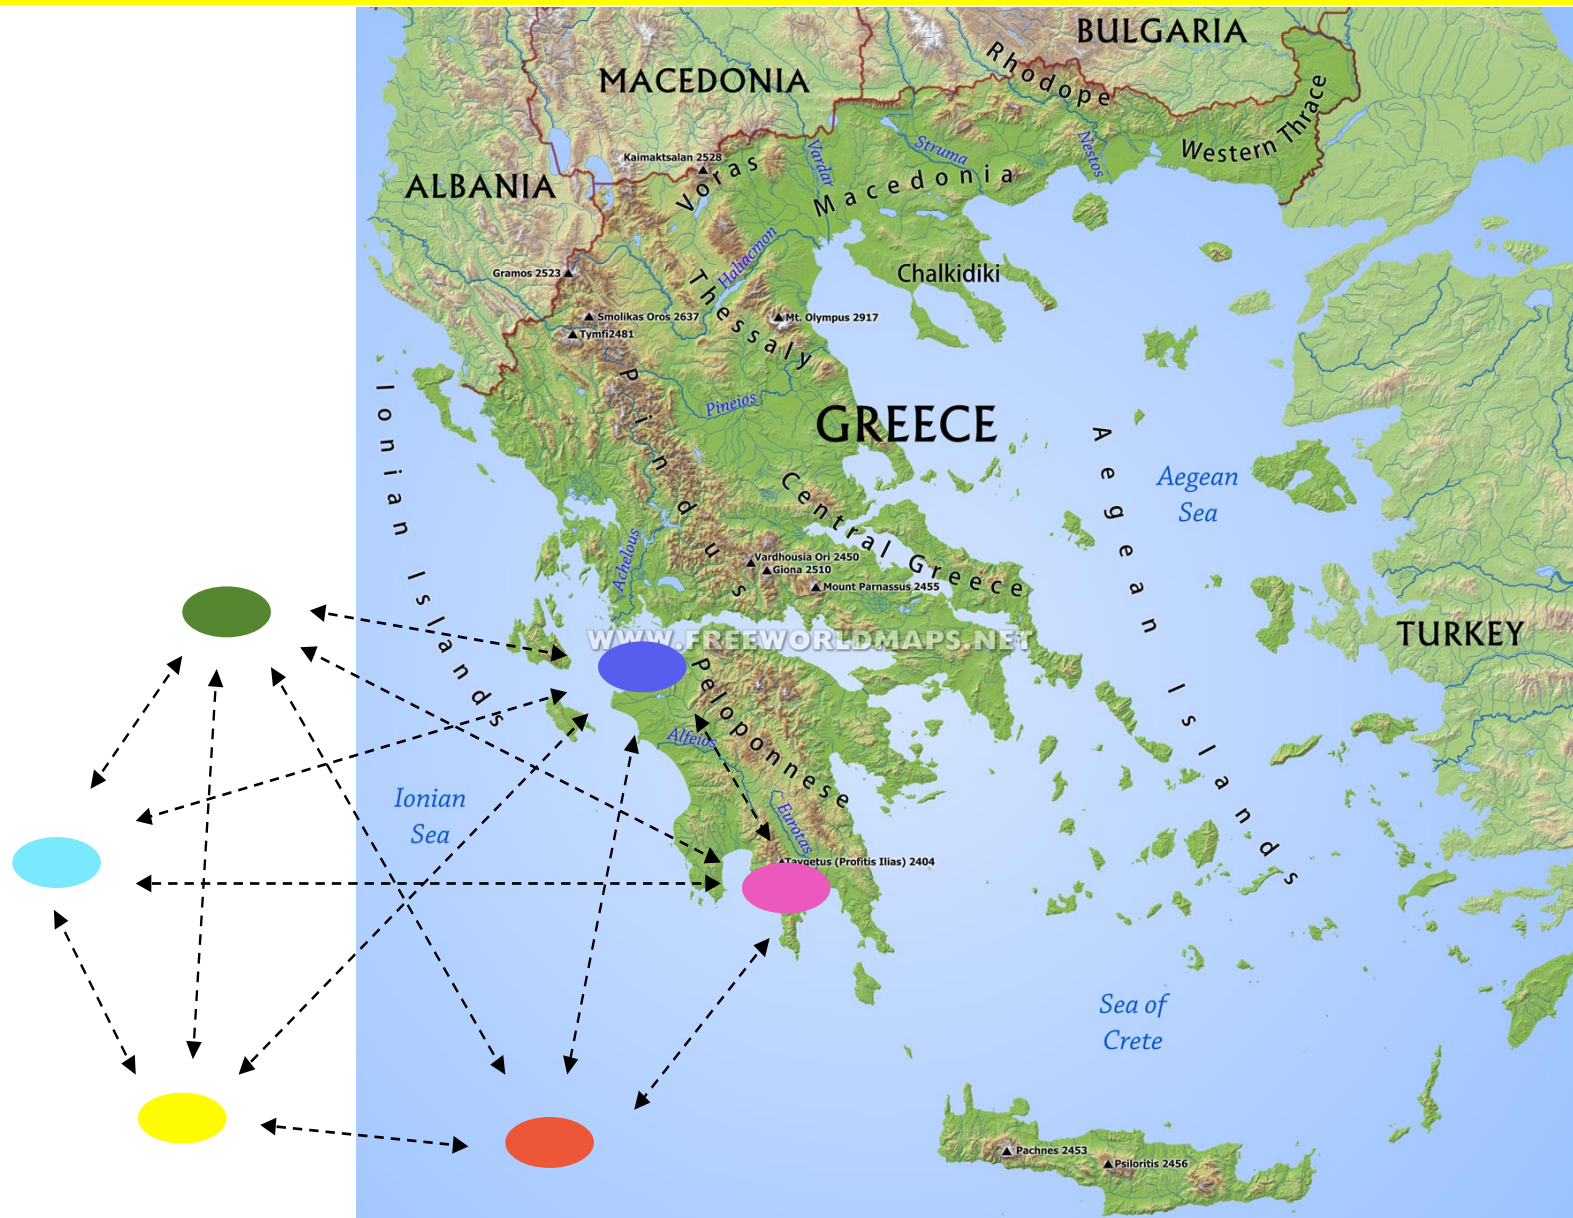 BULGARIA
Rhodope
MACEDONIA
Western Thrace
Kaimaktsalan 2528
Vardar
Struma
Nestos
Voras
Macedonia
ALBANIA
Haliacmon
Gramos 2523
Chalkidiki
Thessaly
Smolikas Oros 2637
Mt. Olympus 2917
Tymfi2481
Pindus
Pineios
GREECE
Ionian Islands
Aegean Islands
Aegean
Sea
Central Greece
Achelous
Vardhousia Ori 2450
Giona 2510
Mount Parnassus 2455
WWW.FREEWORLDMAPS.NET
TURKEY
Peloponnese
Alfeios
Ionian
Sea
Eurotas
Taygetus (Profitis Ilias) 2404
Sea of
Crete
Pachnes 2453
Psiloritis 2456